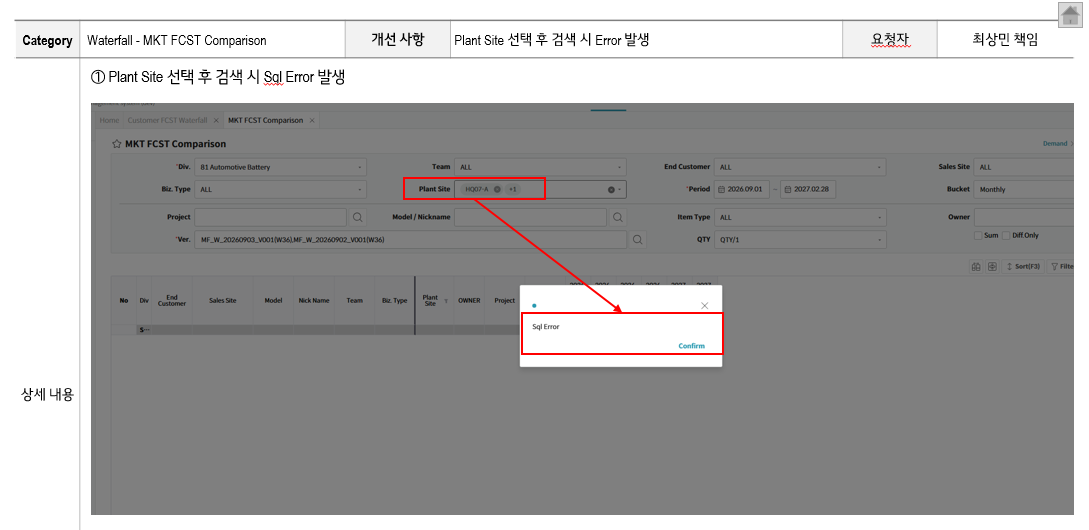 Category
Waterfall - MKT FCST Comparison
개선 사항
Plant Site 선택 후 검색 시 Error 발생
요청자
최상민 책임
① Plant Site 선택 후 검색 시 Sql Error 발생
Home Customer FCST Waterfall × MKT FCST Comparison ×
MKT FCST Comparison
Demand >
*Div. 81 Automotive Battery
Team ALL
End Customer ALL
Sales Site ALL
Biz. Type ALL
Plant Site HQ07-A +1
*Period 2026.09.01 ~ 2027.02.28
Bucket Monthly
Project
Model / Nickname
Item Type ALL
Owner
*Ver. MF_W_20260903_V001(W36),MF_W_20260902_V001(W36)
QTY QTY/1
Sum Diff.Only
Sort(F3) Filte
No Div End Customer Sales Site Model Nick Name Team Biz. Type Plant Site OWNER Project
S···
Sql Error
Confirm
상세 내용